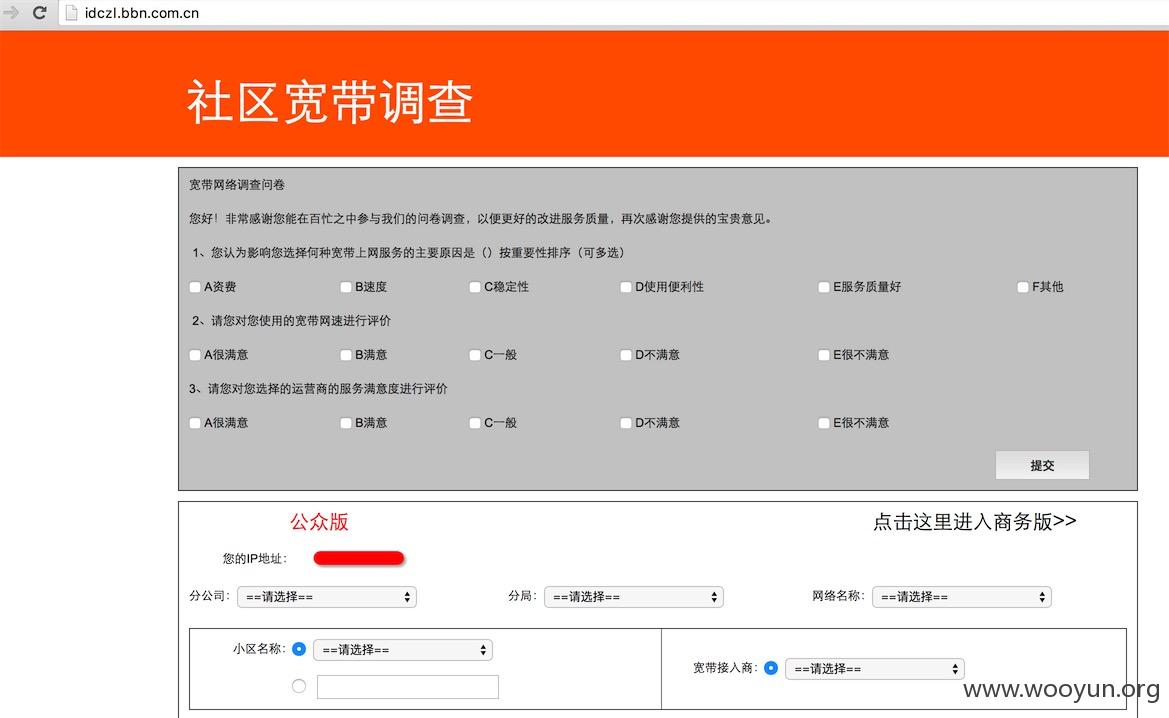 idczl.bbn.com.cn
社区宽带调查
宽带网络调查问卷
您好！非常感谢您能在百忙之中参与我们的问卷调查，以便更好的改进服务质量，再次感谢您提供的宝贵意见。
1、您认为影响您选择何种宽带上网服务的主要原因是（）按重要性排序（可多选）
A资费 B速度 C稳定性 D使用便利性 E服务质量好 F其他
2、请您对您使用的宽带网速进行评价
A很满意 B满意 C一般 D不满意 E很不满意
3、请您对您选择的运营商的服务满意度进行评价
A很满意 B满意 C一般 D不满意 E很不满意
提交
公众版 点击这里进入商务版>>
您的IP地址：
分公司： ==请选择== 分局： ==请选择== 网络名称： ==请选择==
小区名称： ==请选择==
宽带接入商： ==请选择==
www.wooyun.org